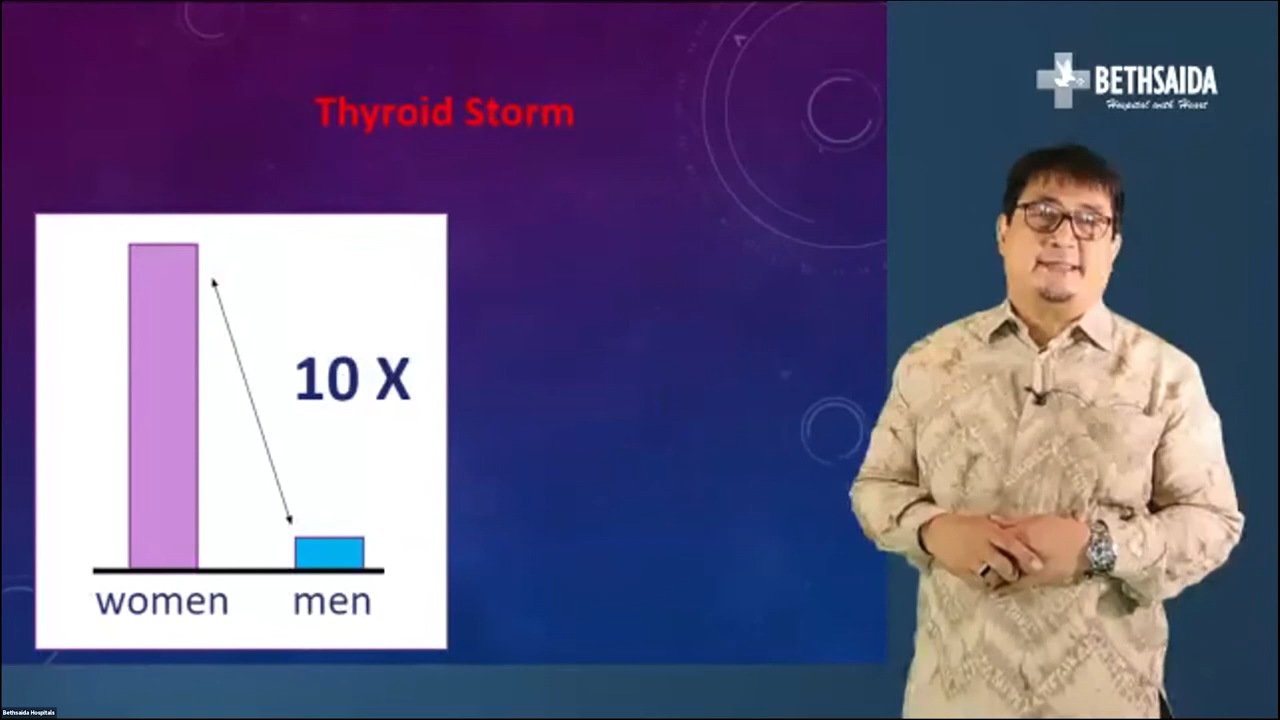 Thyroid Storm
10 X
women
men
BETHSAIDA
Hospital with Heart
Bethsaida Hospitals